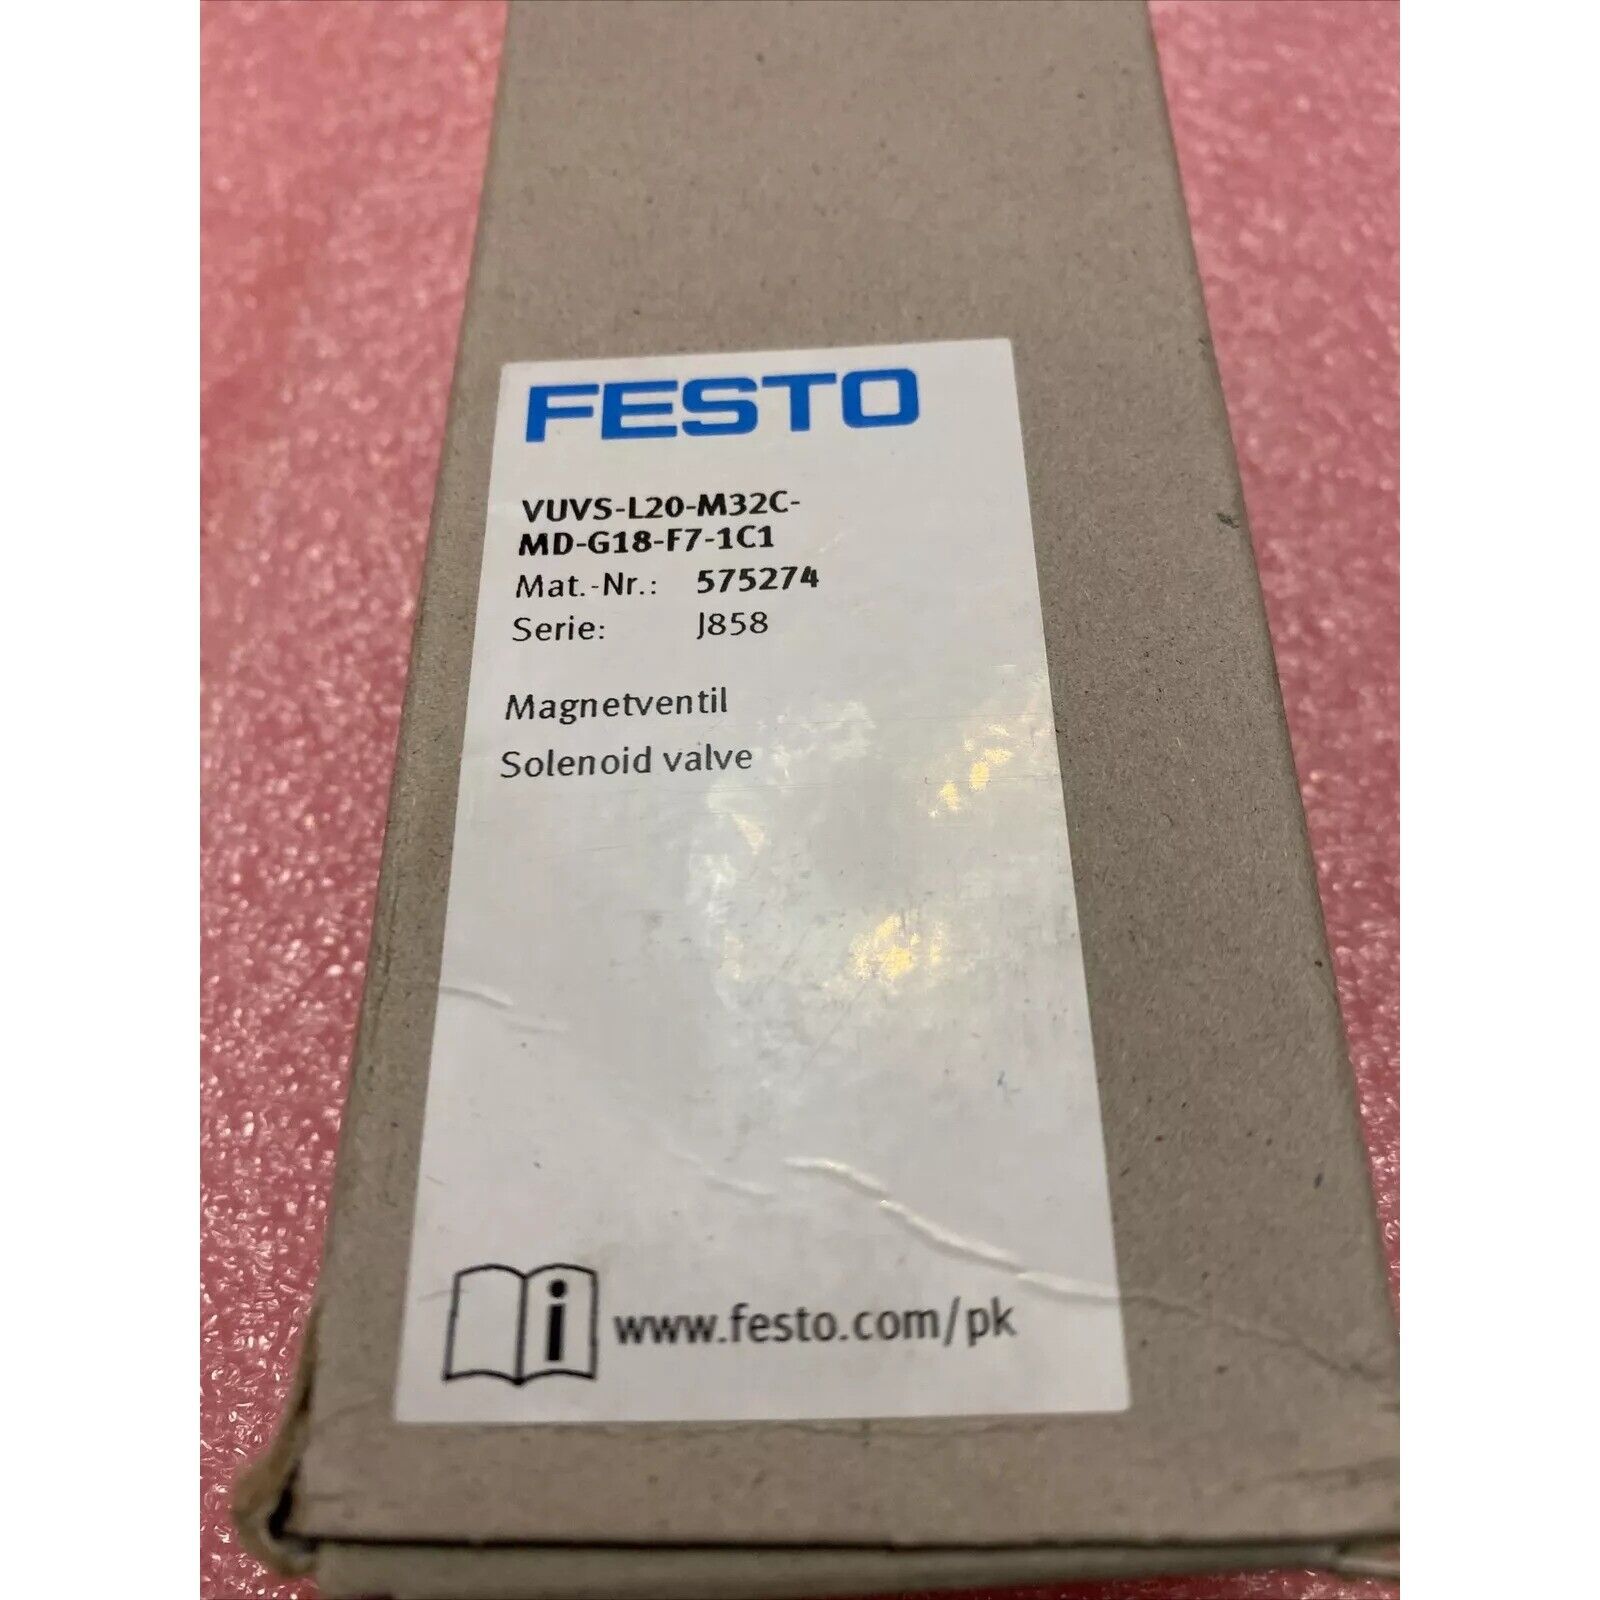 FESTO
VUVS-L20-M32C-
MD-G18-F7-1C1
Mat.-Nr.: 575274
Serie: J858
Magnetventil
Solenoid valve
i www.festo.com/pk